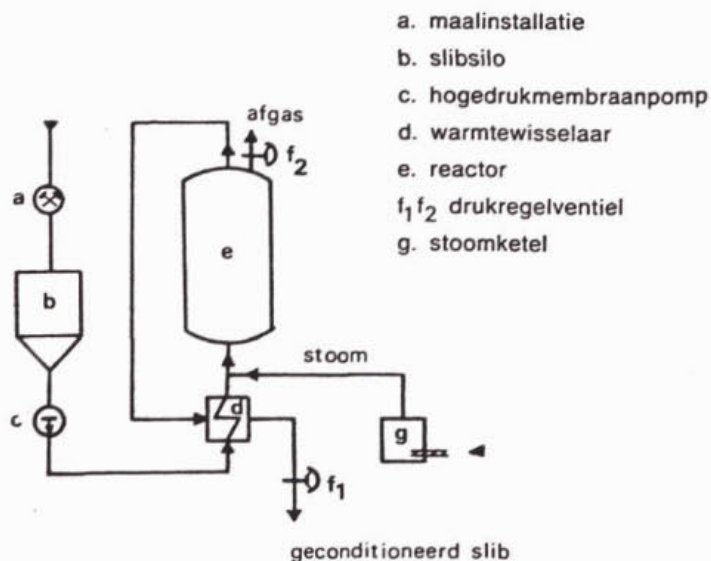 a. maalinstallatie
b. slibsilo
c. hogedrukmembraanpomp
d. warmtewisselaar
e. reactor
f1 f2 drukregelventiel
g. stoomketel
afgas
f2
a
e
b
stoom
c
d
g
f1
geconditioneerd slib